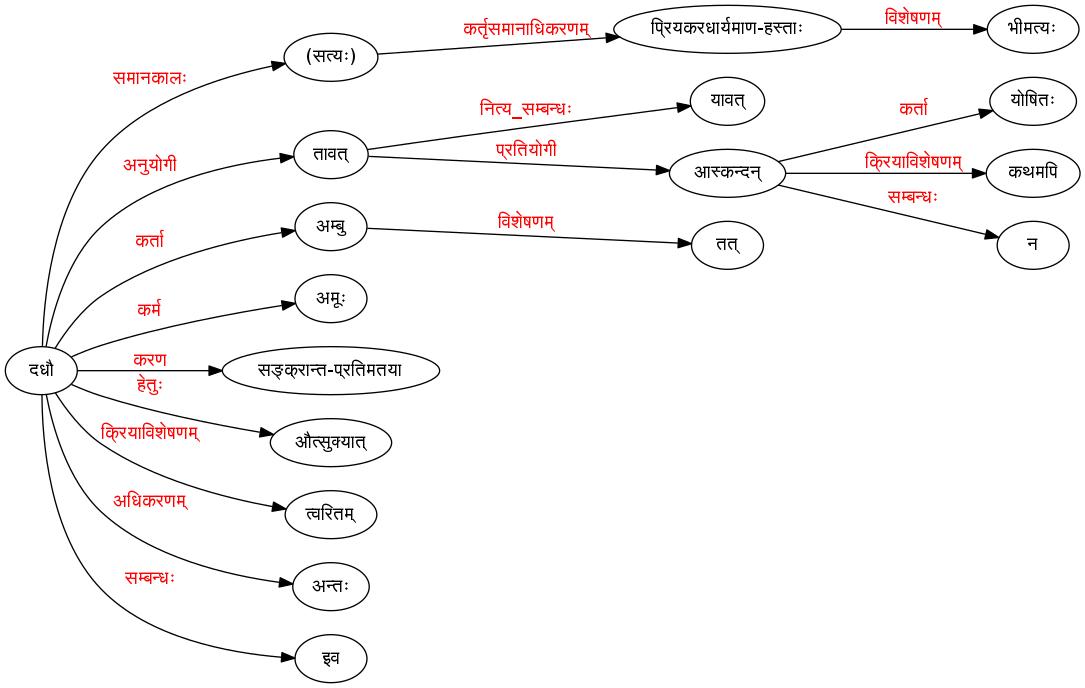 कर्तृसमानाधिकरणम्
प्रियकरधार्यमाण-हस्ताः
विशेषणम्
भीमत्यः
(सत्यः)
समानकालः
यावत्
योषितः
नित्य_सम्बन्धः
कर्ता
तावत्
प्रतियोगी
अनुयोगी
आस्कन्दन्
क्रियाविशेषणम्
कथमपि
सम्बन्धः
अम्बु
विशेषणम्
तत्
न
कर्ता
अमूः
कर्म
दधौ
करण
सङ्क्रान्त-प्रतिमतया
हेतुः
औत्सुक्यात्
क्रियाविशेषणम्
त्वरितम्
अधिकरणम्
अन्तः
सम्बन्धः
इव